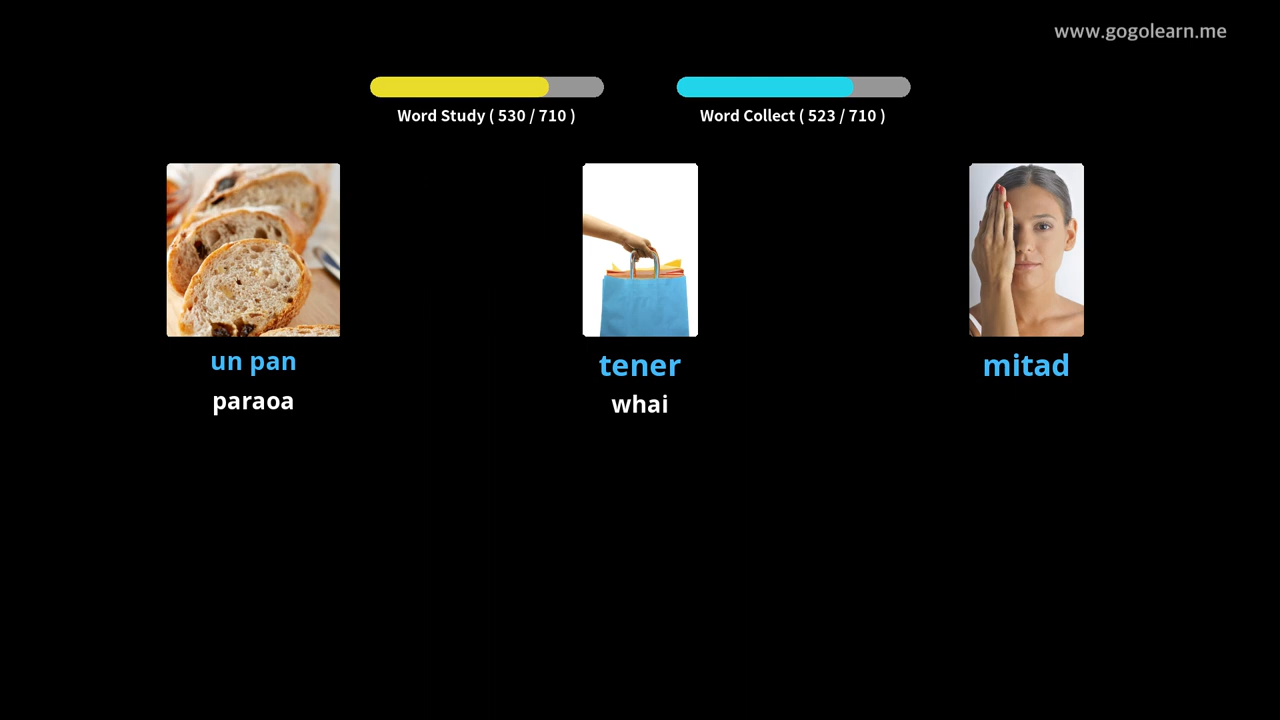 www.gogolearn.me
Word Study ( 530 / 710 )
Word Collect ( 523 / 710 )
un pan
paraoa
tener
whai
mitad